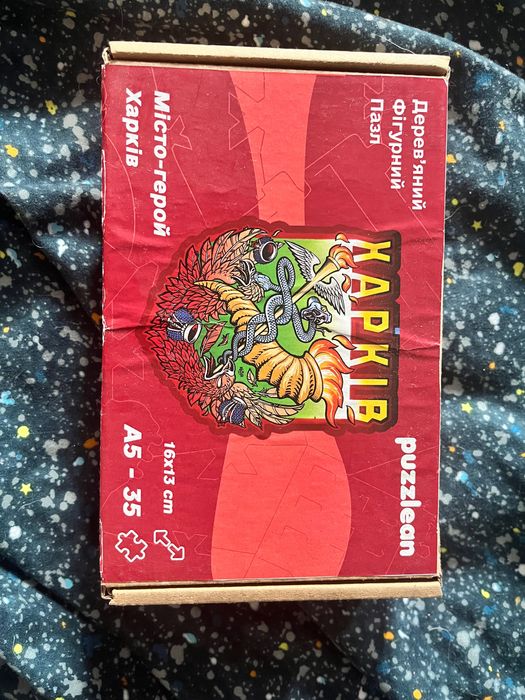 Дерев'яний
Фігурний
Пазл
puzzlean
ХАРКІВ
Місто-герой
Харків
16x13 cm
A5 - 35